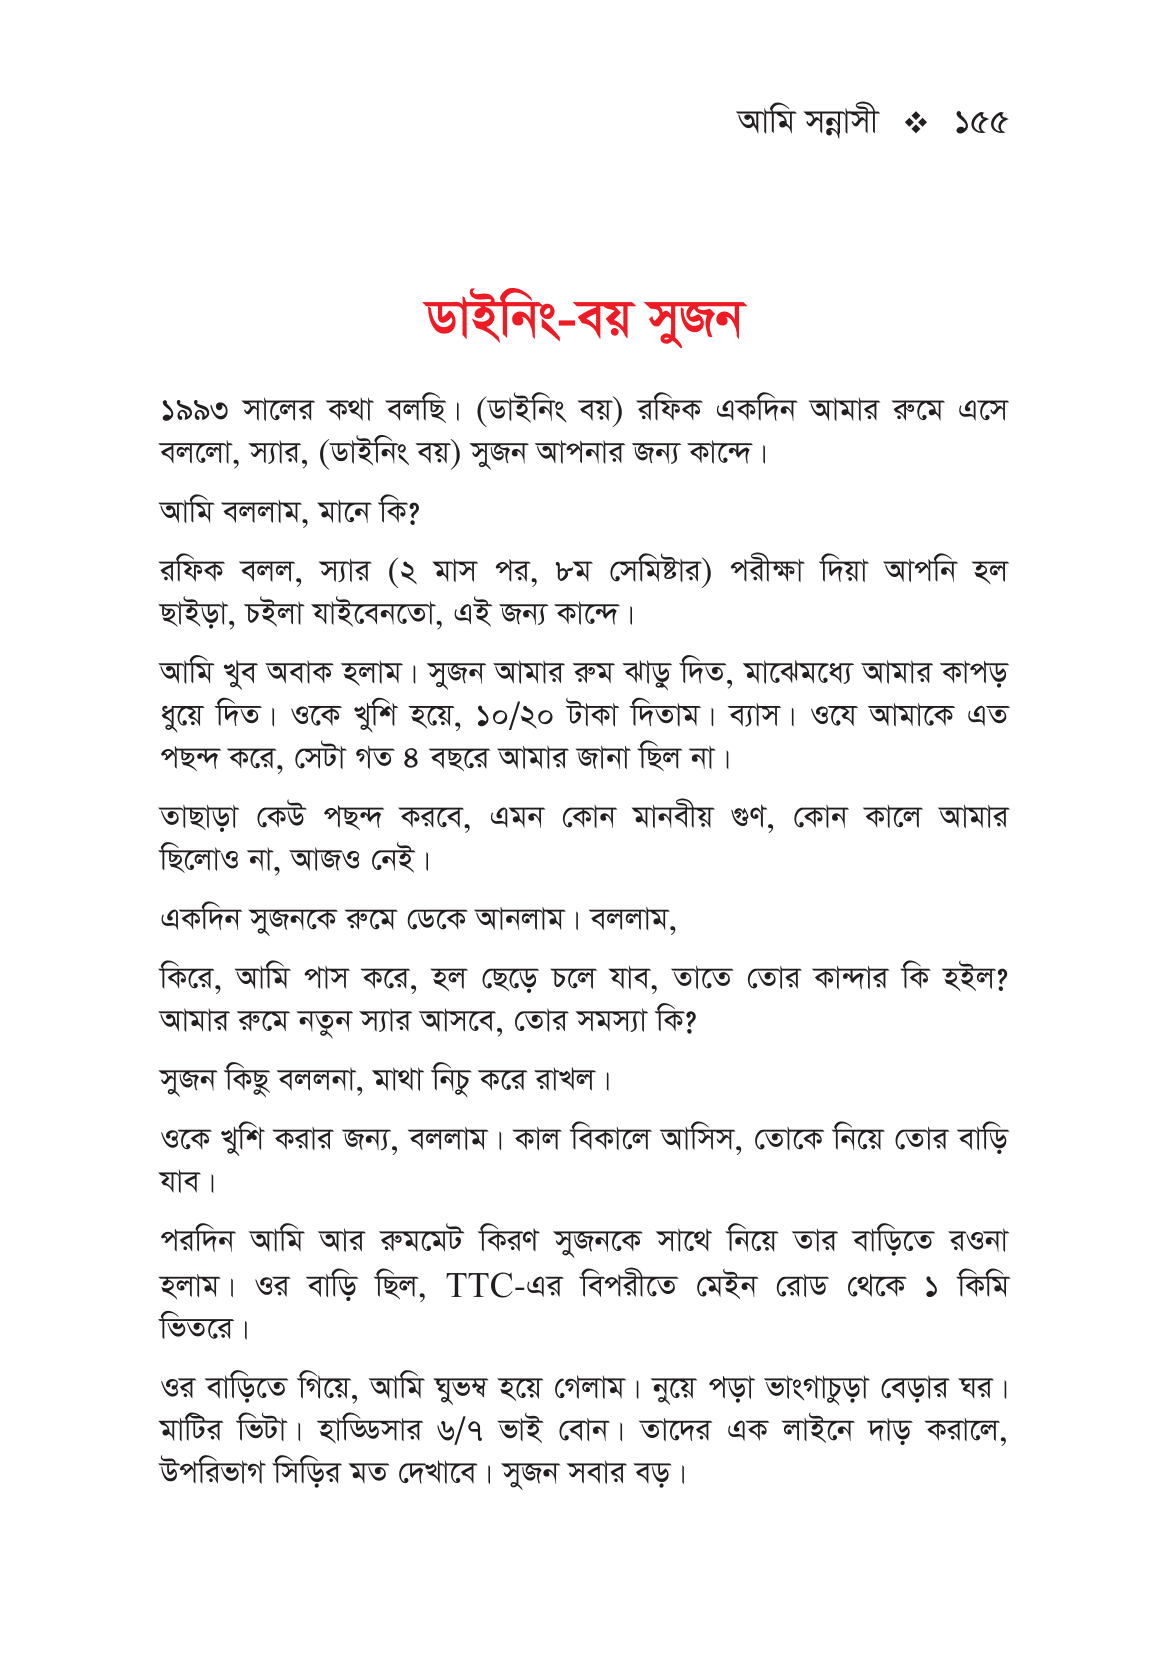 আমি সন্নাসী ❖ ১৫৫
ডাইনিং-বয় সুজন
১৯৯৩ সালের কথা বলছি। (ডাইনিং বয়) রফিক একদিন আমার রুমে এসে
বললো, স্যার, (ডাইনিং বয়) সুজন আপনার জন্য কান্দে।
আমি বললাম, মানে কি?
রফিক বলল, স্যার (২ মাস পর, ৮ম সেমিষ্টার) পরীক্ষা দিয়া আপনি হল
ছাইড়া, চইলা যাইবেনতো, এই জন্য কান্দে।
আমি খুব অবাক হলাম। সুজন আমার রুম ঝাড়ু দিত, মাঝেমধ্যে আমার কাপড়
ধুয়ে দিত। ওকে খুশি হয়ে, ১০/২০ টাকা দিতাম। ব্যাস। ওযে আমাকে এত
পছন্দ করে, সেটা গত ৪ বছরে আমার জানা ছিল না।
তাছাড়া কেউ পছন্দ করবে, এমন কোন মানবীয় গুণ, কোন কালে আমার
ছিলোও না, আজও নেই।
একদিন সুজনকে রুমে ডেকে আনলাম। বললাম,
কিরে, আমি পাস করে, হল ছেড়ে চলে যাব, তাতে তোর কান্দার কি হইল?
আমার রুমে নতুন স্যার আসবে, তোর সমস্যা কি?
সুজন কিছু বললনা, মাথা নিচু করে রাখল।
ওকে খুশি করার জন্য, বললাম। কাল বিকালে আসিস, তোকে নিয়ে তোর বাড়ি
যাব।
পরদিন আমি আর রুমমেট কিরণ সুজনকে সাথে নিয়ে তার বাড়িতে রওনা
হলাম। ওর বাড়ি ছিল, TTC-এর বিপরীতে মেইন রোড থেকে ১ কিমি
ভিতরে।
ওর বাড়িতে গিয়ে, আমি ঘুভম্ব হয়ে গেলাম। নুয়ে পড়া ভাংগাচুড়া বেড়ার ঘর।
মাটির ভিটা। হাড্ডিসার ৬/৭ ভাই বোন। তাদের এক লাইনে দাড় করালে,
উপরিভাগ সিড়ির মত দেখাবে। সুজন সবার বড়।